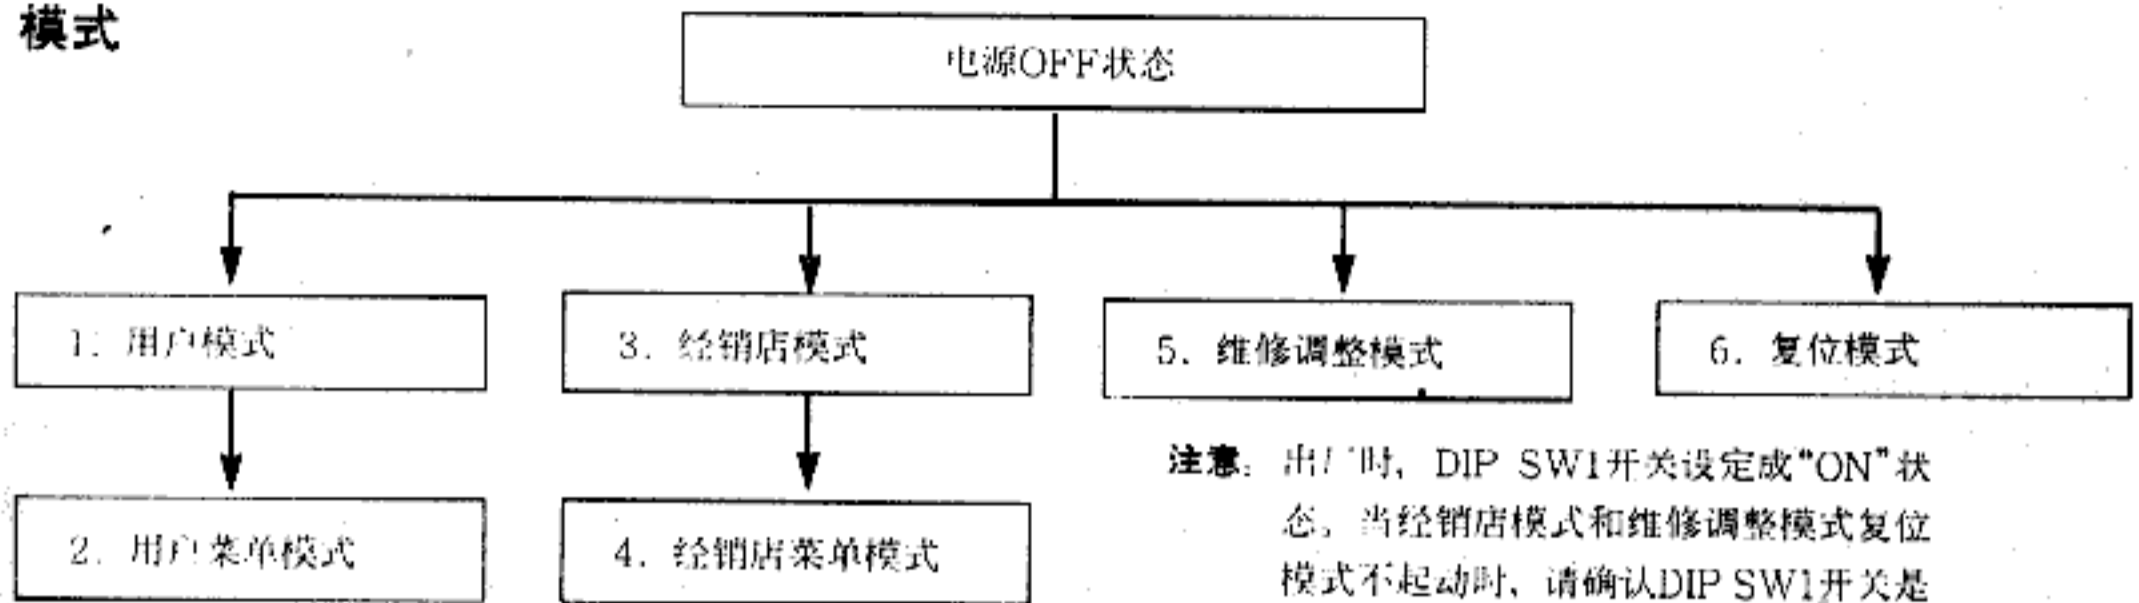 模式
电源OFF状态
1. 用户模式
3. 经销店模式
5. 维修调整模式
6. 复位模式
2. 用户菜单模式
4. 经销店菜单模式
注意: 出厂时, DIP SW1开关设定成“ON”状
态。当经销店模式和维修调整模式复位
模式不起动时, 请确认DIP SW1开关是